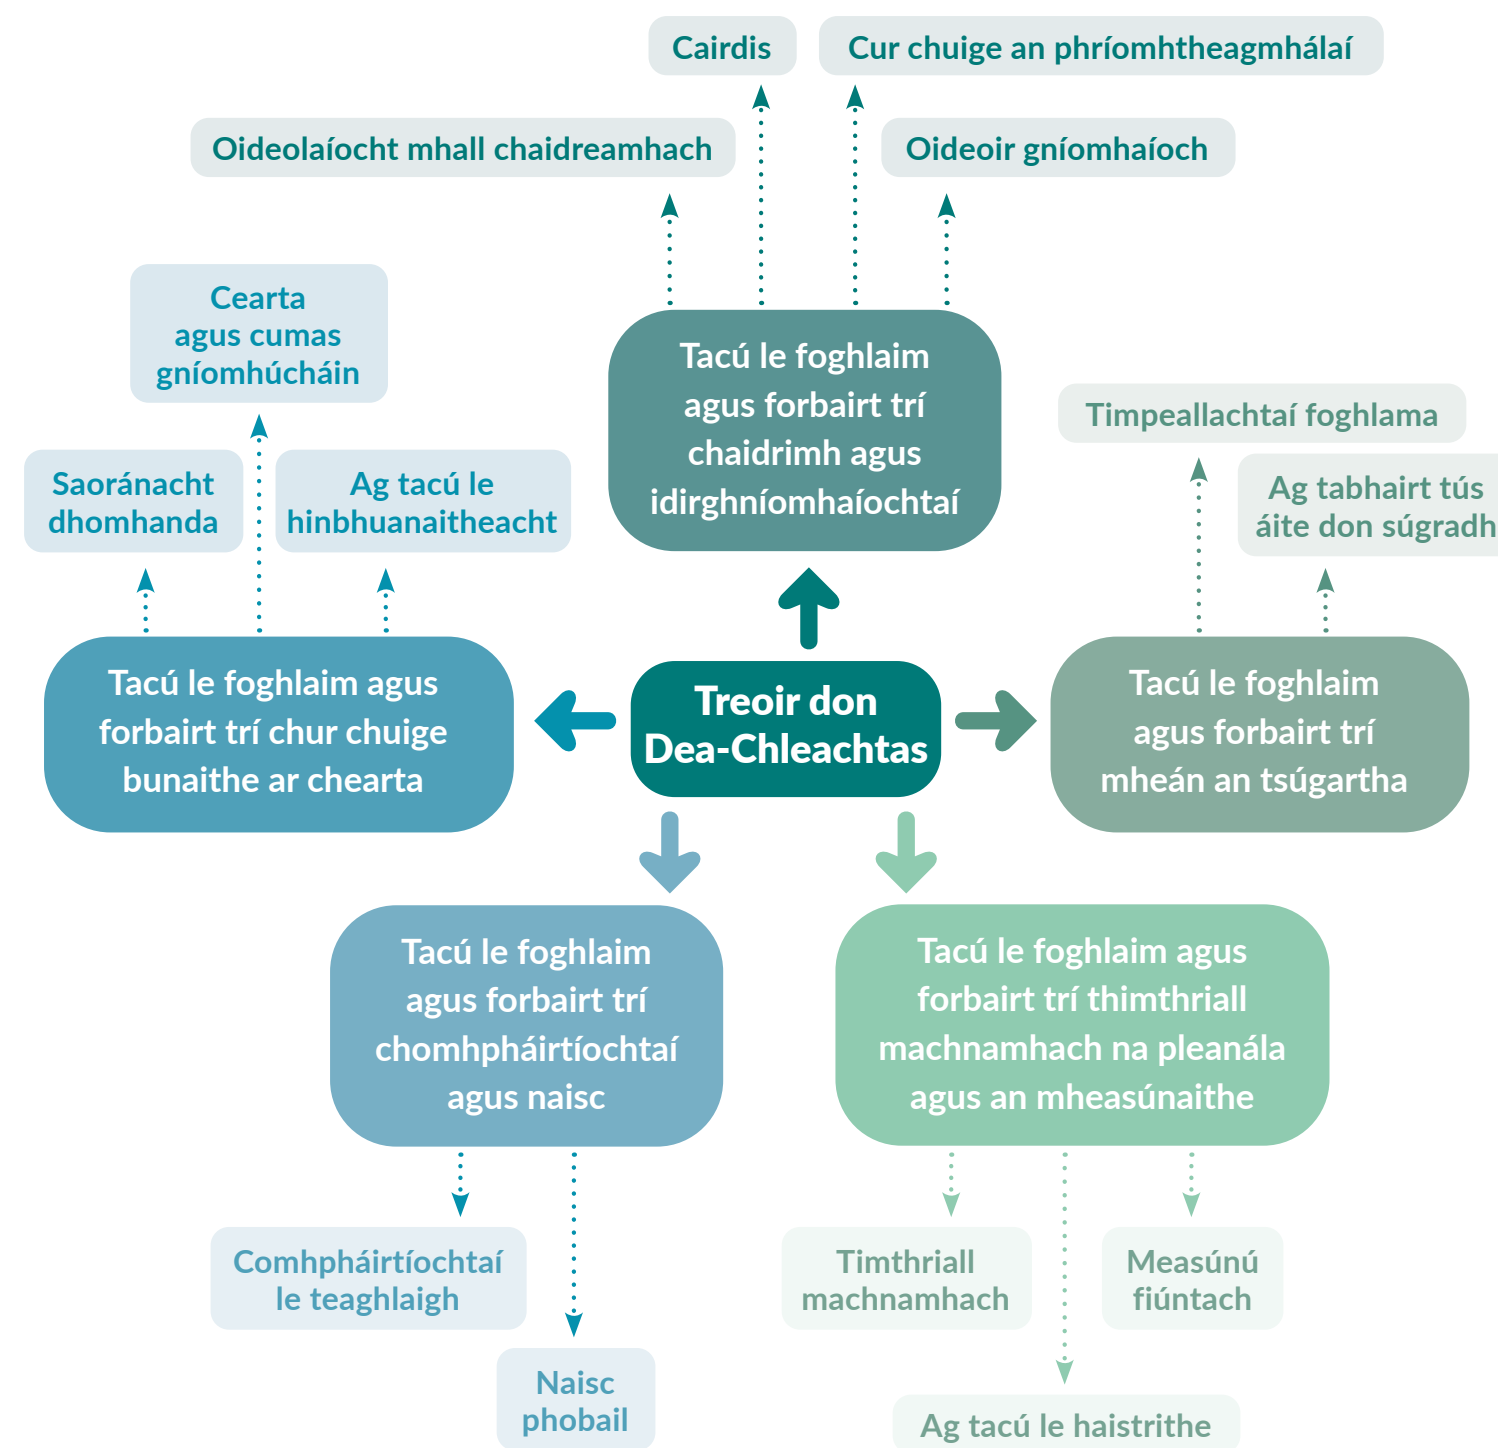 Cairdis
Cur chuige an phríomhtheagmhálaí
Oideolaíocht mhall chaidreamhach
Oideoir gníomhaíoch
Cearta
agus cumas
gníomhúcháin
Saoránacht
dhomhanda
Ag tacú le
hinbhuanaitheacht
Tacú le foghlaim
agus forbairt trí
chaidrimh agus
idirghníomhaíochtaí
Timpeallachtaí foghlama
Ag tabhairt tús
áite don súgradh
Tacú le foghlaim agus
forbairt trí chur chuige
bunaithe ar chearta
Treoir don
Dea-Chleachtas
Tacú le foghlaim
agus forbairt trí
mheán an tsúgartha
Tacú le foghlaim
agus forbairt trí
chomhpháirtíochtaí
agus naisc
Tacú le foghlaim agus
forbairt trí thimthriall
machnamhach na pleanála
agus an mheasúnaithe
Comhpháirtíochtaí
le teaghlaigh
Naisc
phobail
Timthriall
machnamhach
Measúnú
fiúntach
Ag tacú le haistrithe